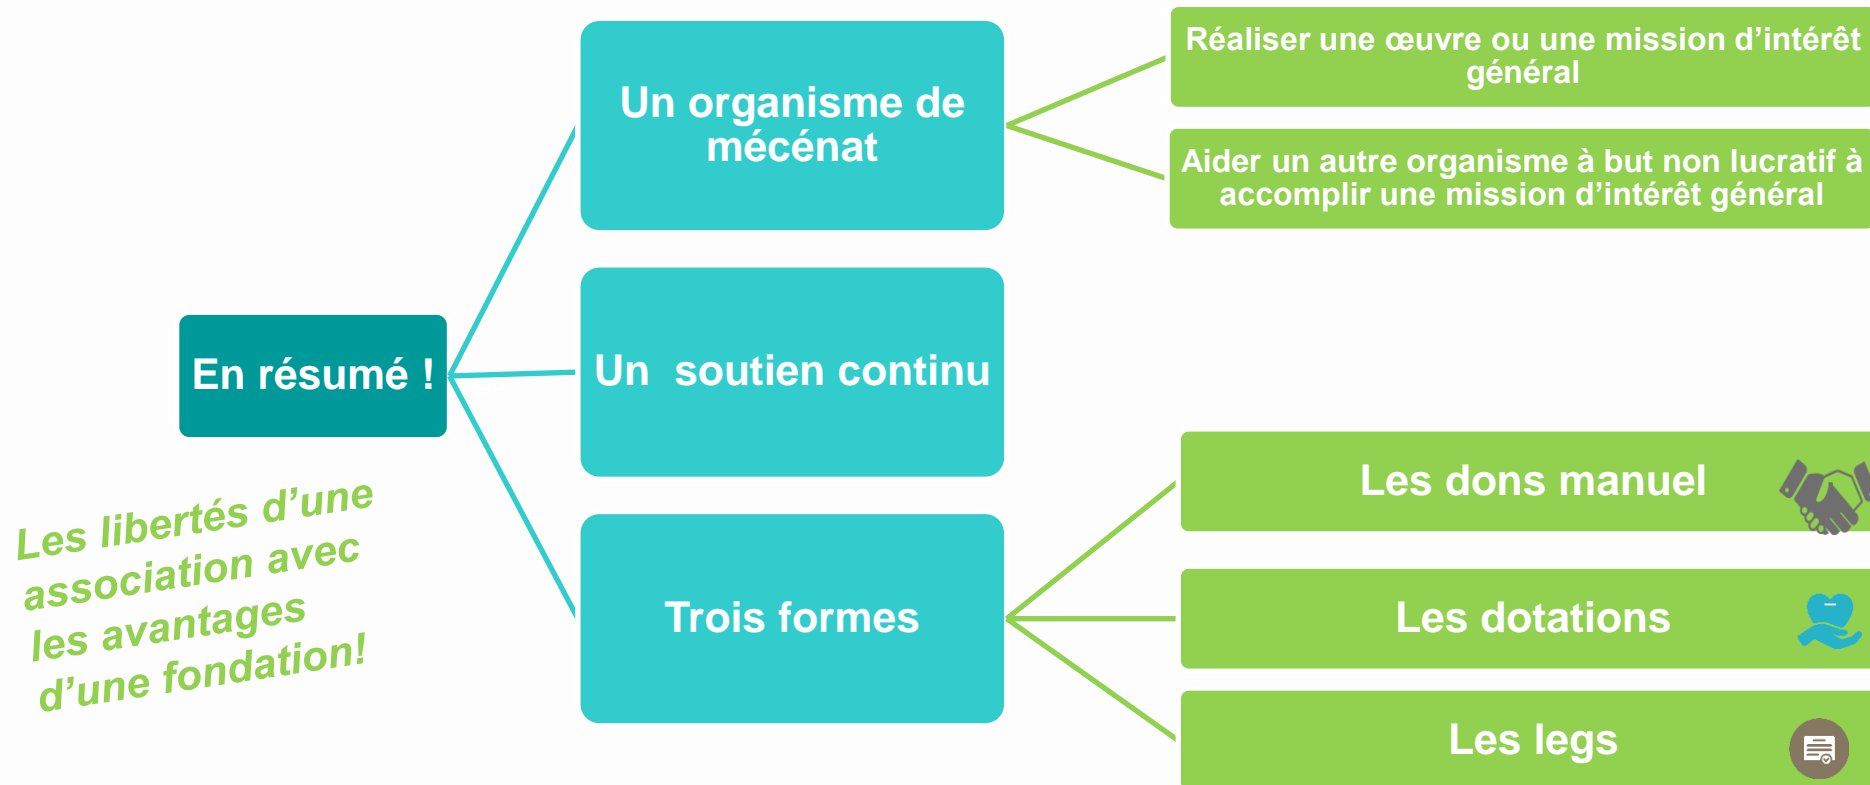 En résumé !
Un organisme de
mécénat
Réaliser une œuvre ou une mission d’intérêt
général
Aider un autre organisme à but non lucratif à
accomplir une mission d’intérêt général
Un  soutien continu
Trois formes
Les dons manuel
Les dotations
Les legs
Les libertés d’une
association avec
les avantages
d’une fondation!